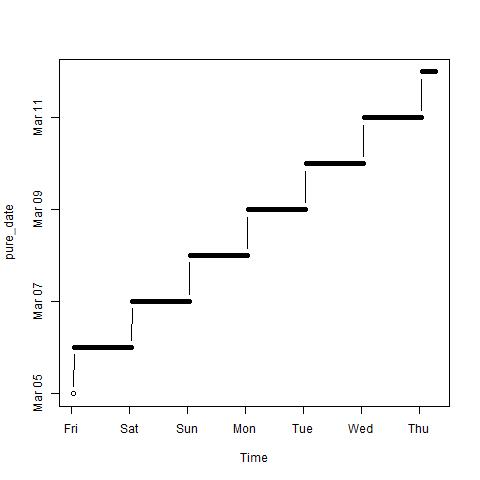 pure_date
Mar 11
Mar 09
Mar 07
Mar 05
Fri Sat Sun Mon Tue Wed Thu
Time